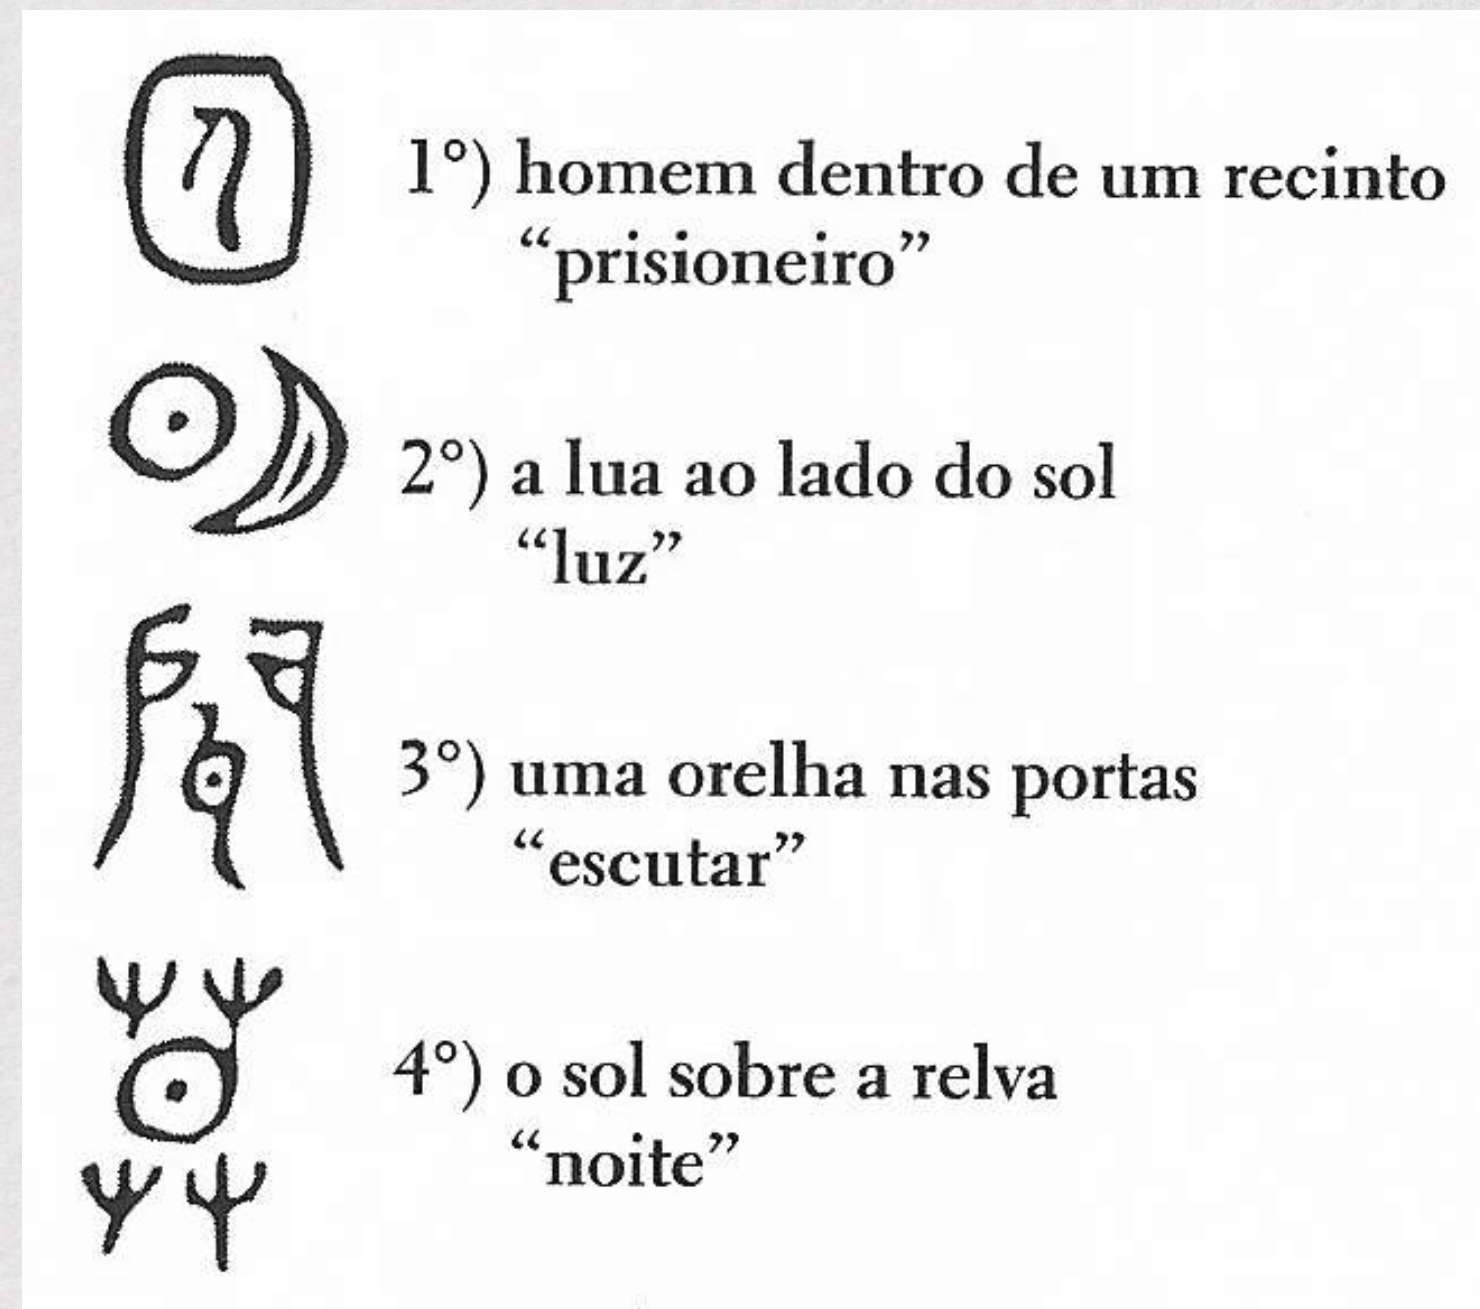 1°) homem dentro de um recinto
“prisioneiro”
2°) a lua ao lado do sol
“luz”
3°) uma orelha nas portas
“escutar”
4°) o sol sobre a relva
“noite”